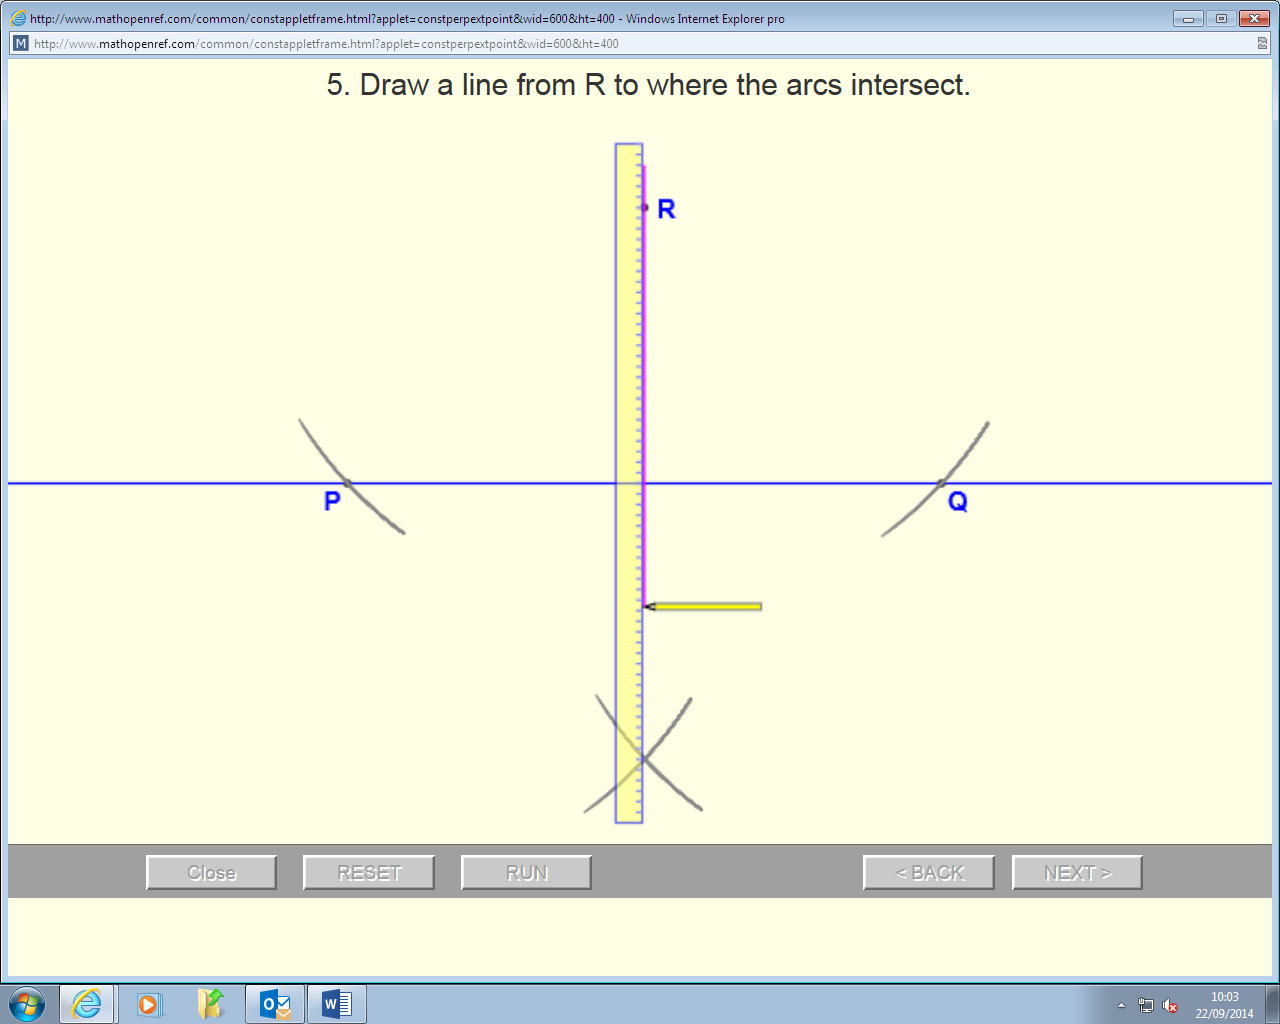 http://www.mathopenref.com/common/constappletframe.html?applet=constperpextpoint&wid=600&ht=400 - Windows Internet Explorer pro
M http://www.mathopenref.com/common/constappletframe.html?applet=constperpextpoint&wid=600&ht=400
5. Draw a line from R to where the arcs intersect.
R
P
Q
Close RESET RUN < BACK NEXT >
10:03
22/09/2014